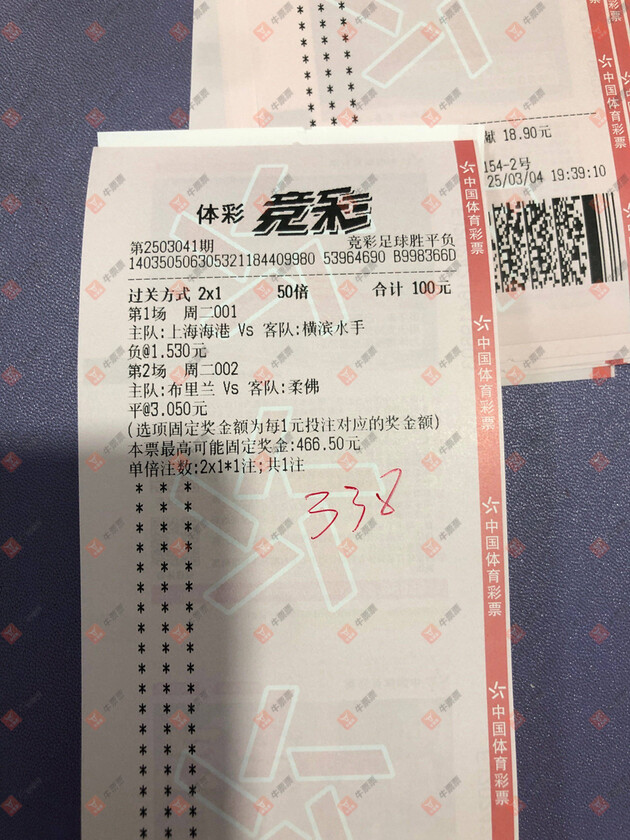 献 18.90元
154-2号
25/03/04 19:39:10
体彩 竞彩
第2503041期 竞彩足球胜平负
140350506305321184409980 53964690 B998366D
过关方式 2x1 50倍 合计 100元
第1场 周二001
主队:上海海港 Vs 客队:横滨水手
负@1.530元
第2场 周二002
主队:布里兰 Vs 客队:柔佛
平@3.050元
(选项固定奖金额为每1元投注对应的奖金额)
本票最高可能固定奖金:466.50元
单倍注数:2x1*1注;共1注
338
中国体育彩票
中国体育彩票
中国体育彩票
中国体育彩票
中国体育彩票